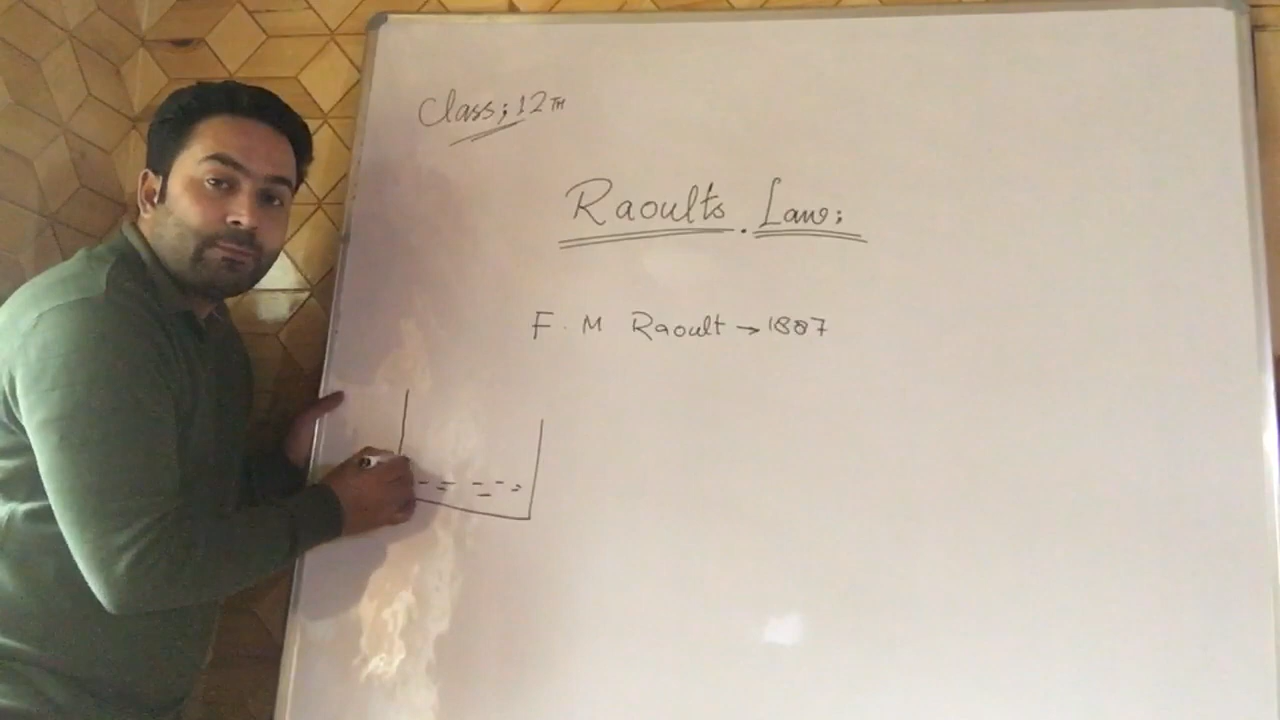 Class; 12TH
Raoults. Law:
F. M Raoult → 1887